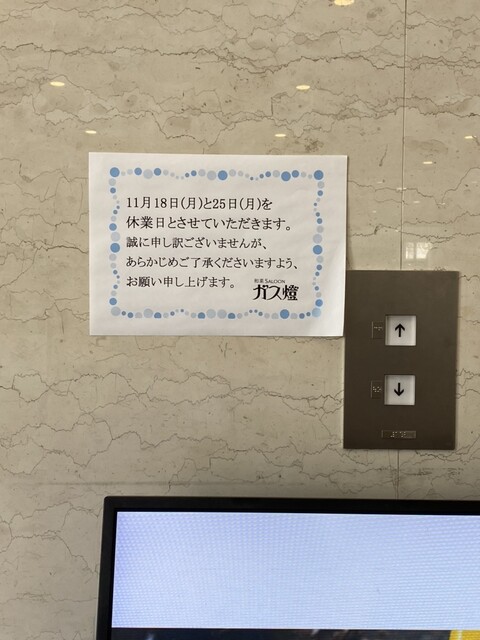 11月18日(月)と25日(月)を
休業日とさせていただきます。
誠に申し訳ございませんが、
あらかじめご了承くださいますよう、
お願い申し上げます。
SALOON
ガス燈